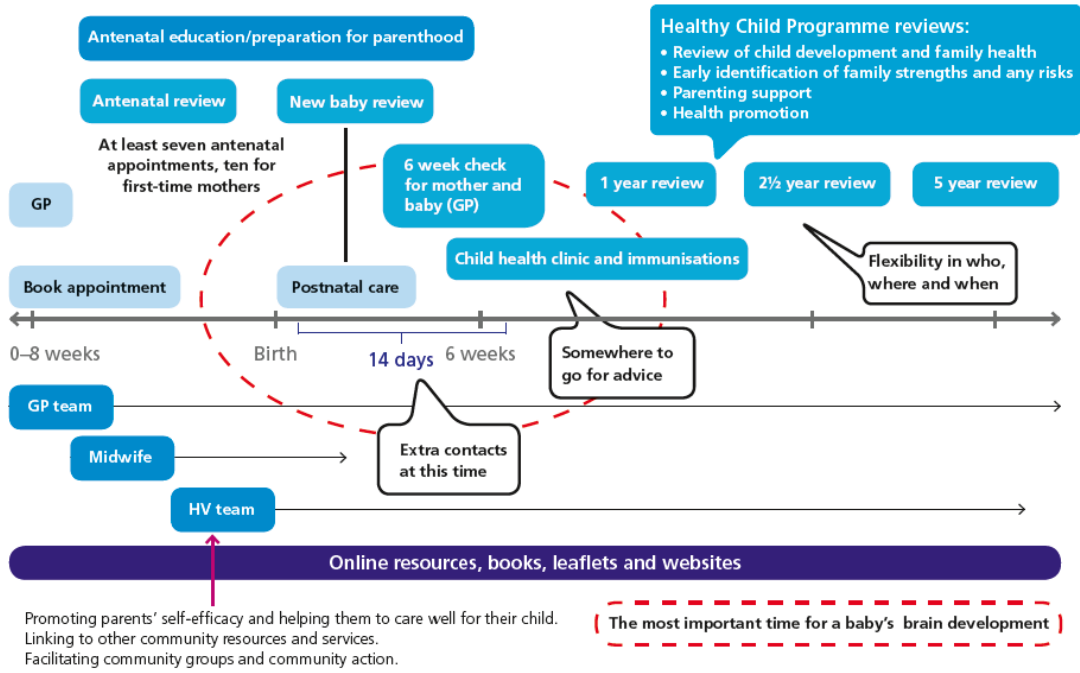 Antenatal education/preparation for parenthood
Healthy Child Programme reviews:
• Review of child development and family health
• Early identification of family strengths and any risks
• Parenting support
• Health promotion
Antenatal review
New baby review
At least seven antenatal
appointments, ten for
first-time mothers
6 week check
for mother and
baby (GP)
1 year review
2½ year review
5 year review
GP
Child health clinic and immunisations
Flexibility in who,
where and when
Book appointment
Postnatal care
0–8 weeks
Birth
14 days
6 weeks
Somewhere to
go for advice
GP team
Extra contacts
at this time
Midwife
HV team
Online resources, books, leaflets and websites
Promoting parents’ self-efficacy and helping them to care well for their child.
Linking to other community resources and services.
Facilitating community groups and community action.
The most important time for a baby’s brain development